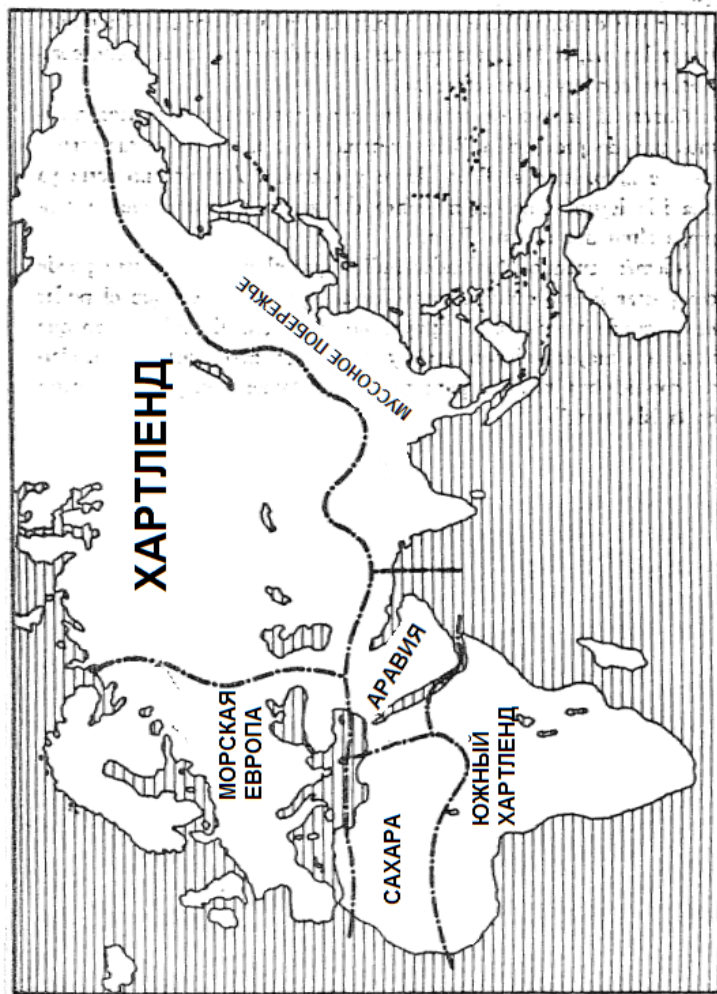 ХАРТЛЕНД
МУССОНОЕ ПОБЕРЕЖЬЕ
МОРСКАЯ
ЕВРОПА
АРАВИЯ
САХАРА
ЮЖНЫЙ
ХАРТЛЕНД